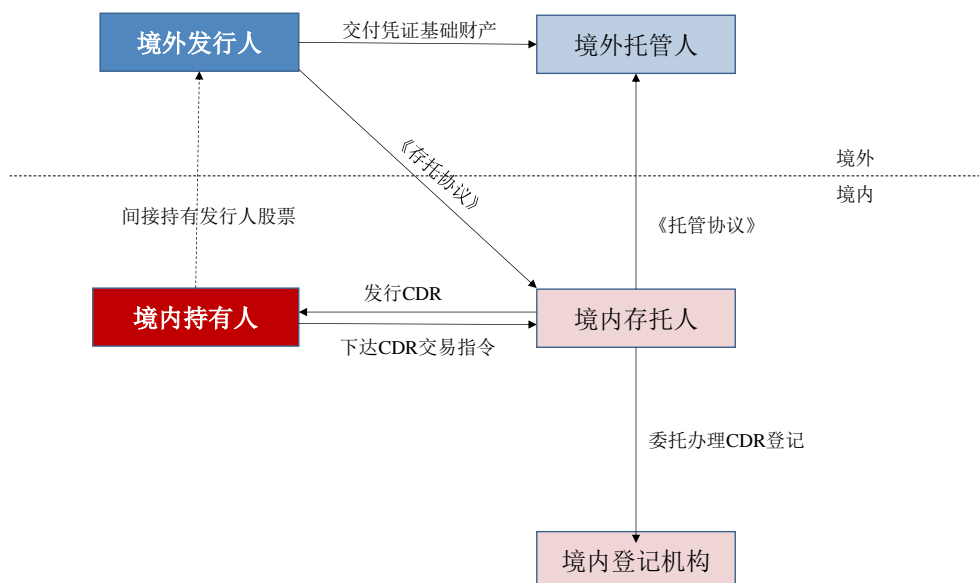 境外发行人
交付凭证基础财产
境外托管人
《存托协议》
境外
境内
间接持有发行人股票
《托管协议》
发行CDR
境内持有人
境内存托人
下达CDR交易指令
委托办理CDR登记
境内登记机构